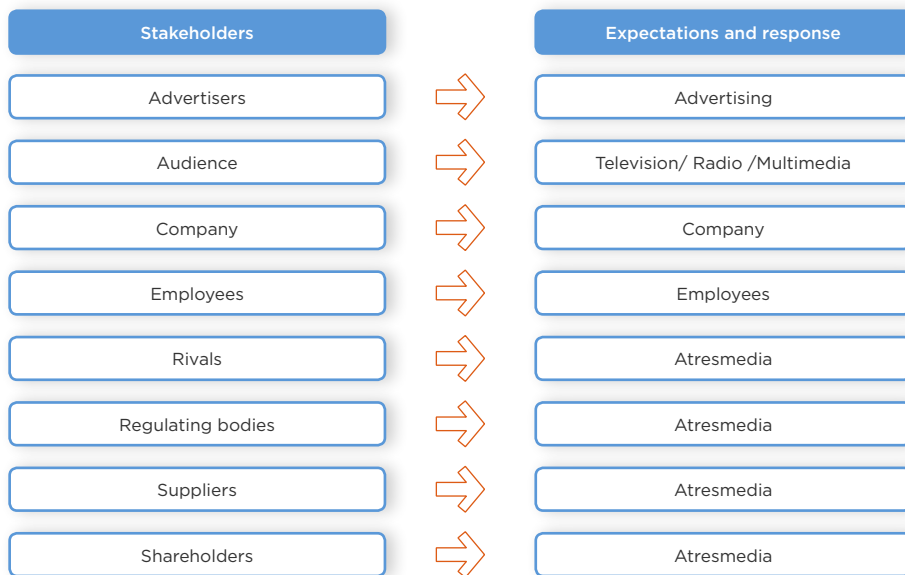 Stakeholders
Expectations and response
Advertisers
Advertising
Audience
Television/ Radio /Multimedia
Company
Company
Employees
Employees
Rivals
Atresmedia
Regulating bodies
Atresmedia
Suppliers
Atresmedia
Shareholders
Atresmedia